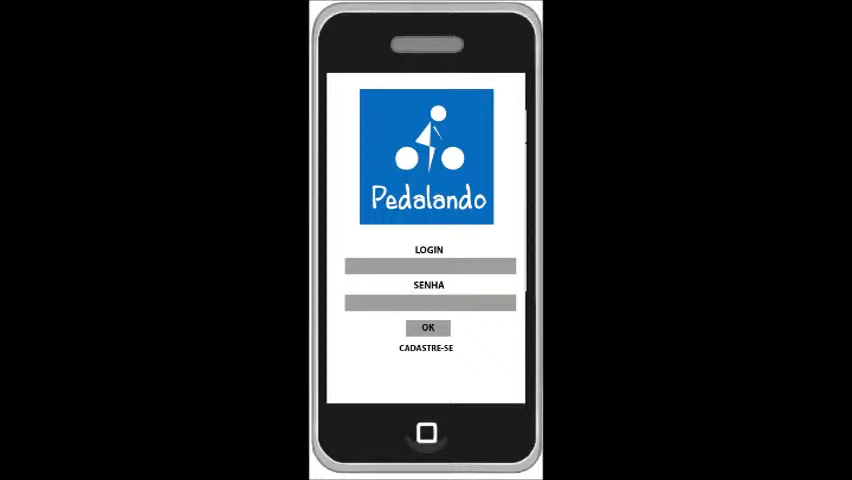 Pedalando
LOGIN
SENHA
OK
CADASTRE-SE